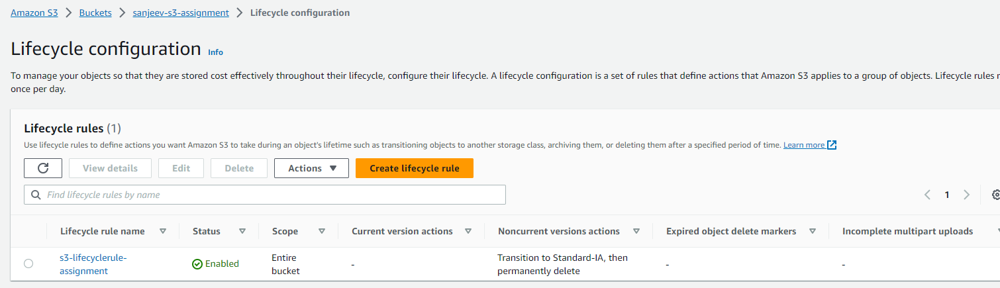 Amazon S3 > Buckets > sanjeev-s3-assignment > Lifecycle configuration
Lifecycle configuration Info
To manage your objects so that they are stored cost effectively throughout their lifecycle, configure their lifecycle. A lifecycle configuration is a set of rules that define actions that Amazon S3 applies to a group of objects. Lifecycle rules
once per day.
Lifecycle rules (1)
Use lifecycle rules to define actions you want Amazon S3 to take during an object's lifetime such as transitioning objects to another storage class, archiving them, or deleting them after a specified period of time. Learn more
View details Edit Delete Actions Create lifecycle rule
Find lifecycle rules by name
1
Lifecycle rule name Status Scope Current version actions Noncurrent versions actions Expired object delete markers Incomplete multipart uploads
s3-lifecyclerule- Enabled Entire - Transition to Standard-IA, then - -
assignment bucket permanently delete